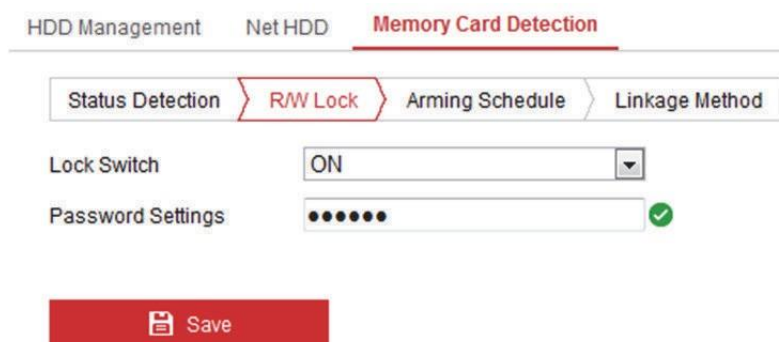 HDD Management Net HDD Memory Card Detection
Status Detection R/W Lock Arming Schedule Linkage Method
Lock Switch ON
Password Settings ••••••
Save